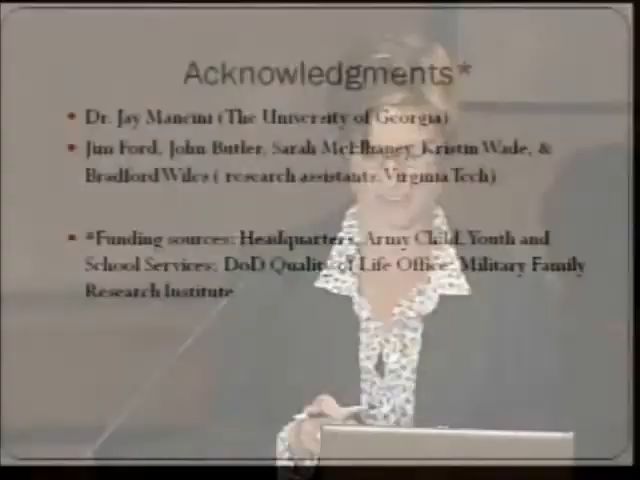 Acknowledgments*
• Dr. Jay Mancini (The University of Georgia)
• Jim Ford, John Butler, Sarah McElhaney, Kristin Wade, &
Bradford Wiles ( research assistants, Virginia Tech)
• *Funding sources: Headquarters, Army Child, Youth and
School Services; DoD Quality of Life Office; Military Family
Research Institute